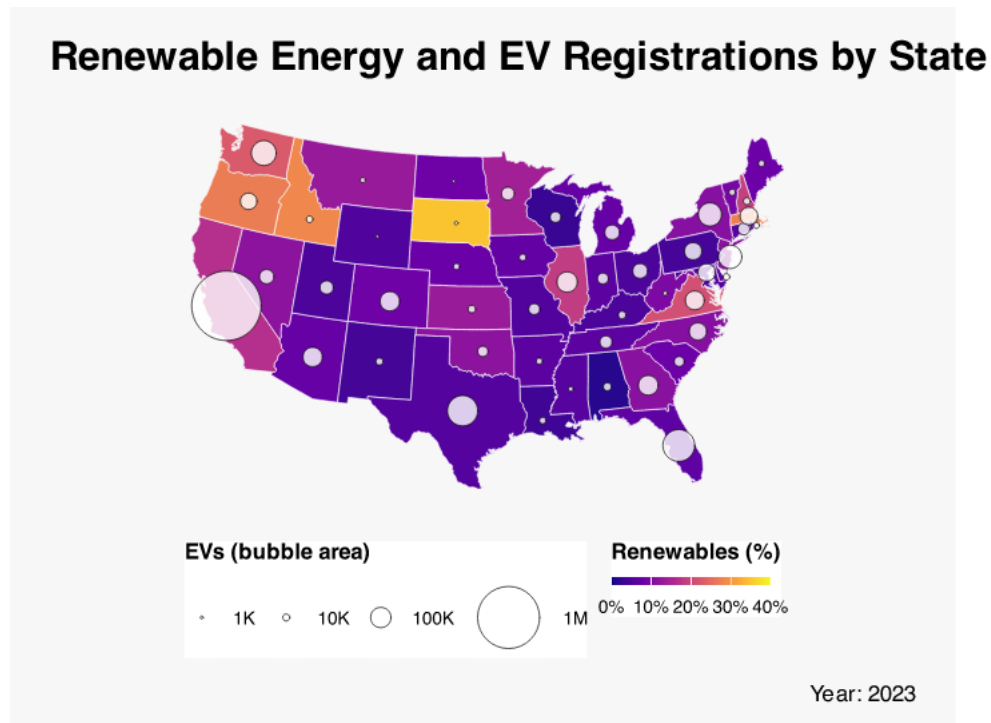 Renewable Energy and EV Registrations by State
EVs (bubble area)
1K 10K 100K 1M
Renewables (%)
0% 10% 20% 30% 40%
Year: 2023